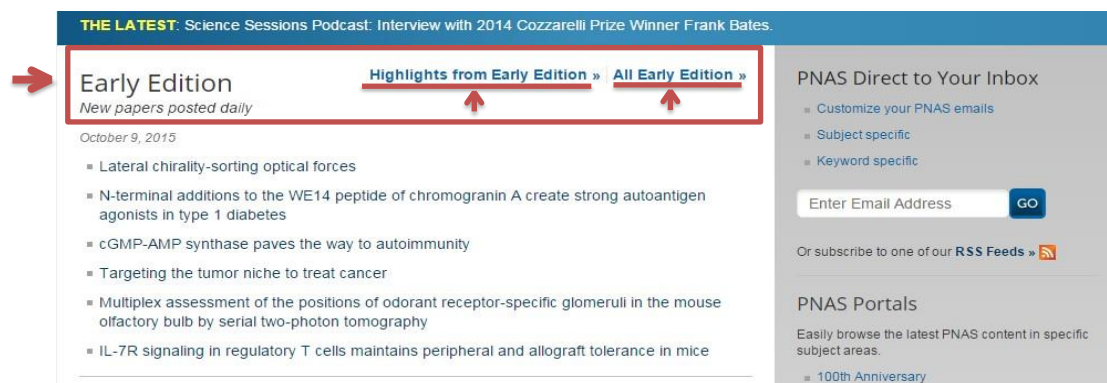 THE LATEST: Science Sessions Podcast: Interview with 2014 Cozzarelli Prize Winner Frank Bates.
Early Edition
Highlights from Early Edition »
All Early Edition »
New papers posted daily
October 9, 2015
Lateral chirality-sorting optical forces
N-terminal additions to the WE14 peptide of chromogranin A create strong autoantigen
agonists in type 1 diabetes
cGMP-AMP synthase paves the way to autoimmunity
Targeting the tumor niche to treat cancer
Multiplex assessment of the positions of odorant receptor-specific glomeruli in the mouse
olfactory bulb by serial two-photon tomography
IL-7R signaling in regulatory T cells maintains peripheral and allograft tolerance in mice
PNAS Direct to Your Inbox
Customize your PNAS emails
Subject specific
Keyword specific
Enter Email Address
GO
Or subscribe to one of our RSS Feeds »
PNAS Portals
Easily browse the latest PNAS content in specific
subject areas.
100th Anniversary